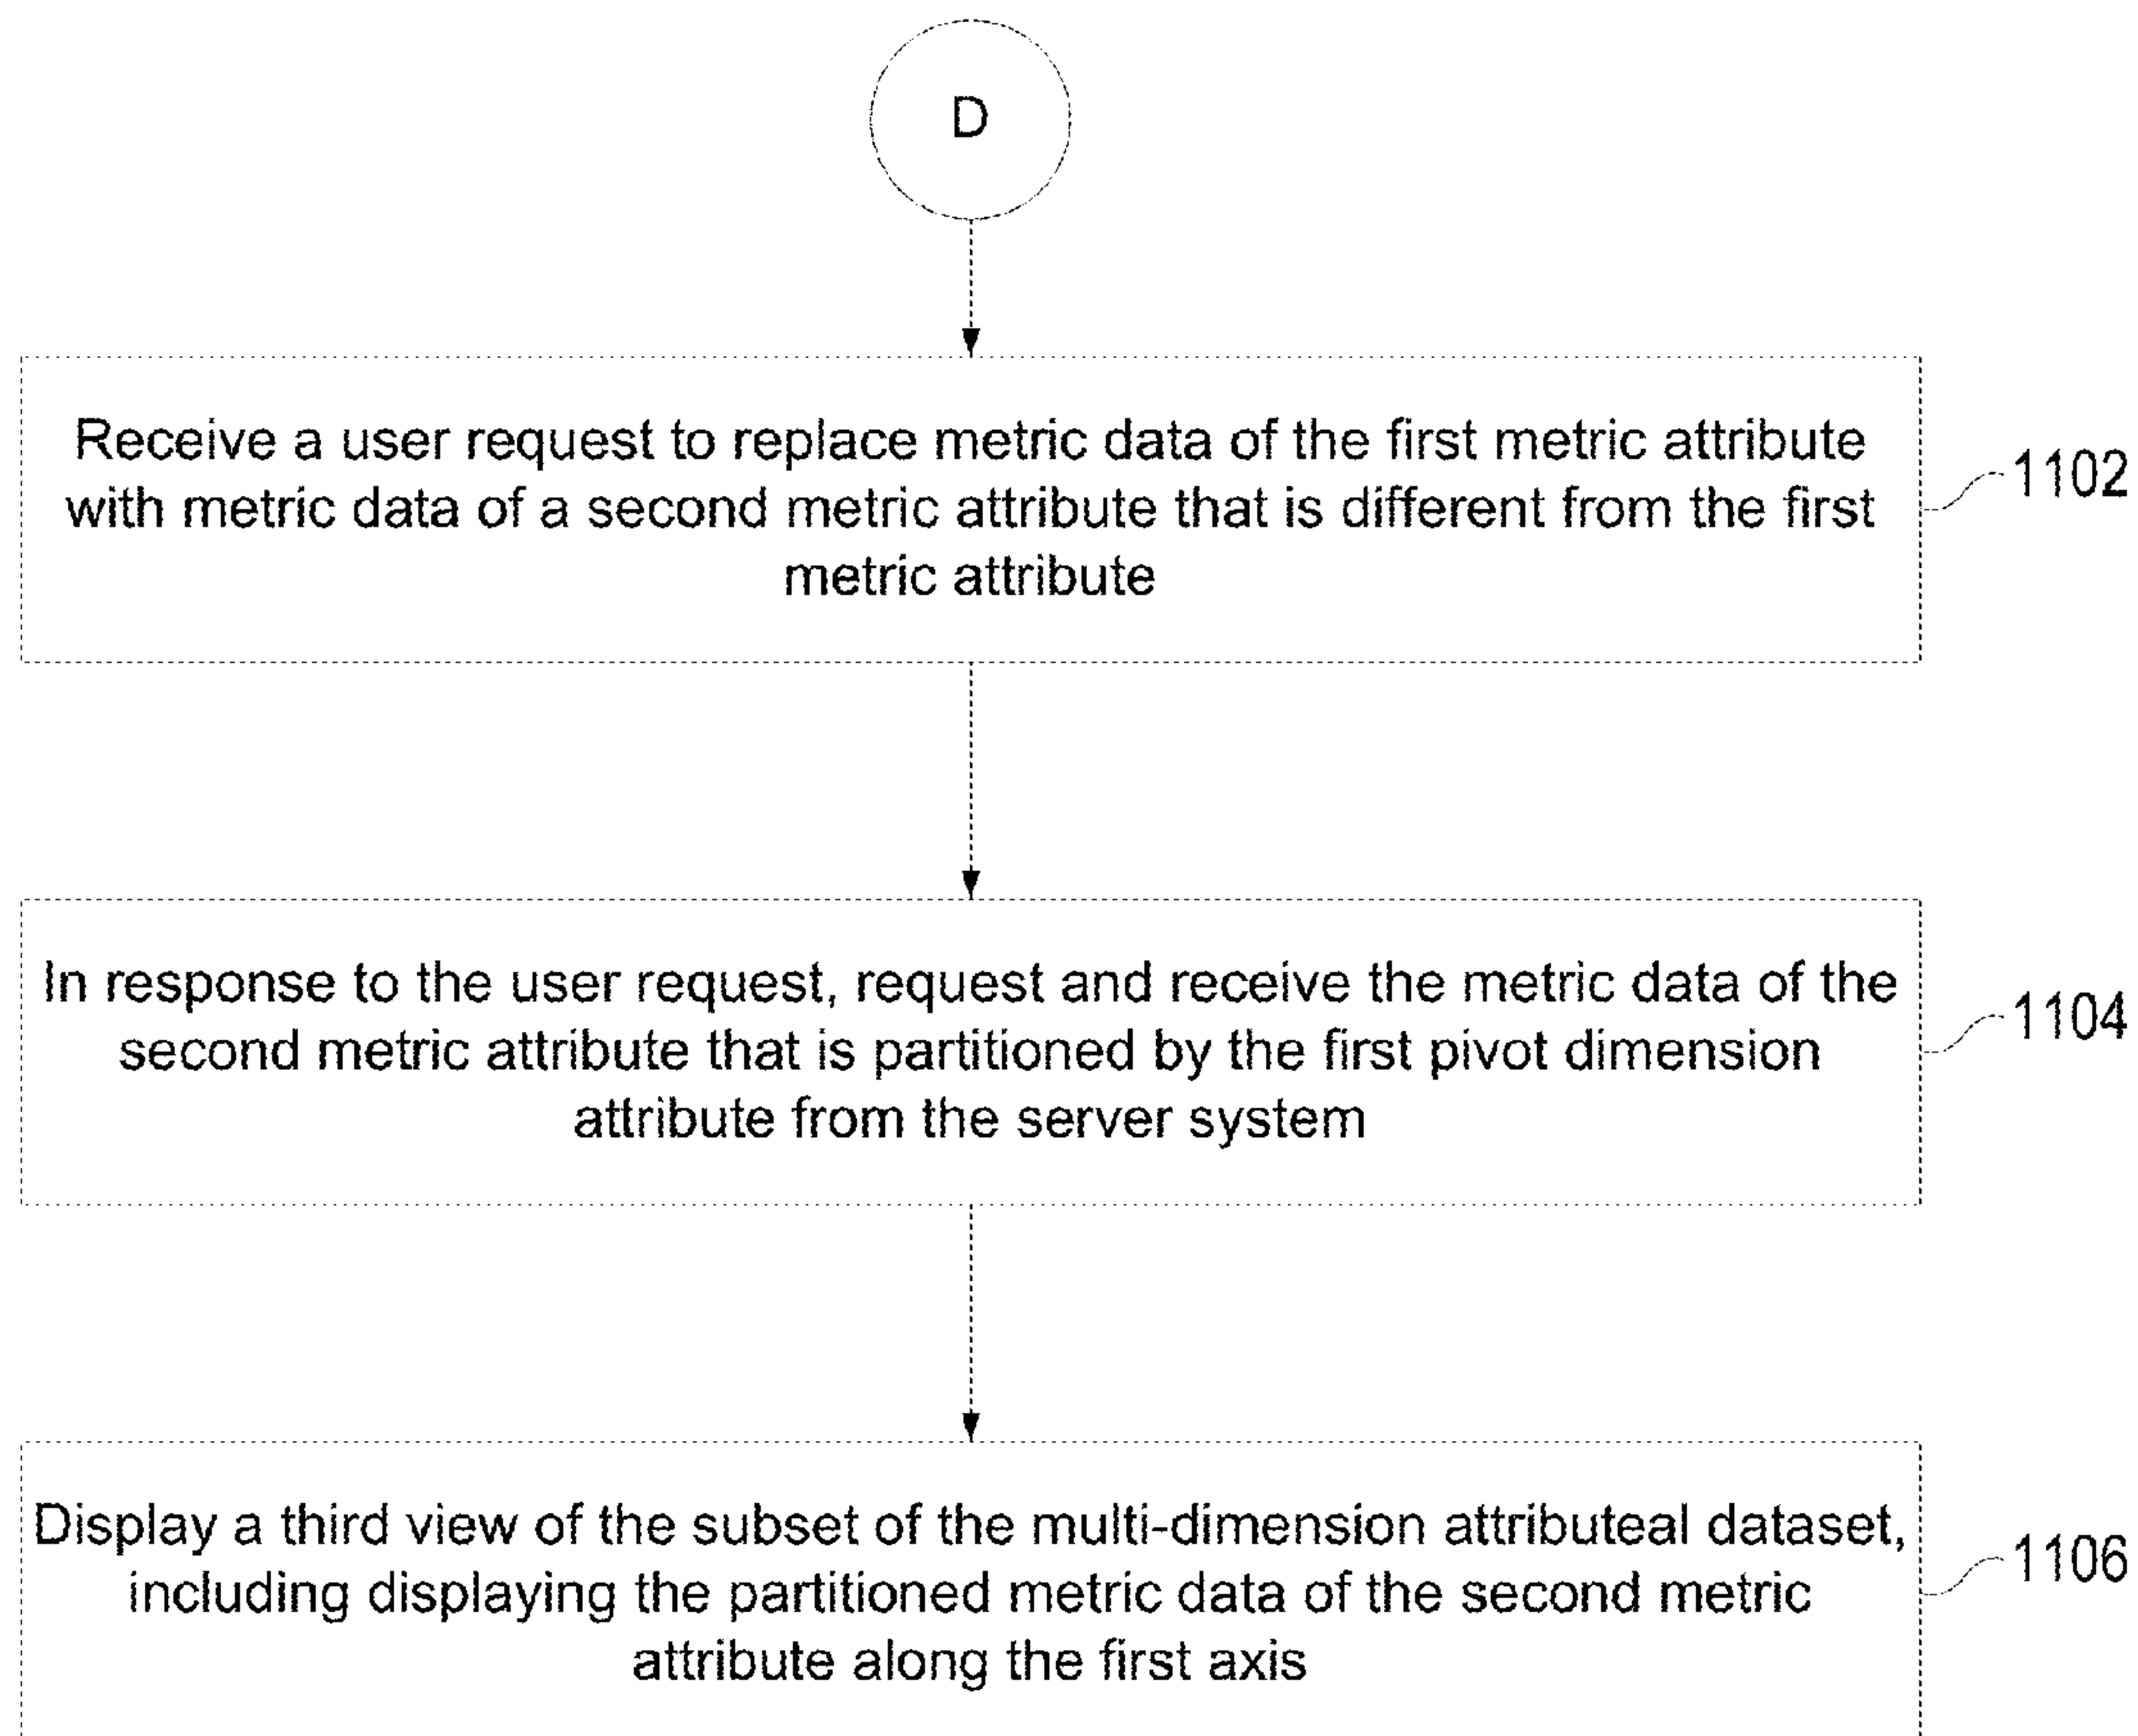 D
Receive a user request to replace metric data of the first metric attribute
with metric data of a second metric attribute that is different from the first
metric attribute
1102
In response to the user request, request and receive the metric data of the
second metric attribute that is partitioned by the first pivot dimension
attribute from the server system
1104
Display a third view of the subset of the multi-dimension attributeal dataset,
including displaying the partitioned metric data of the second metric
attribute along the first axis
1106